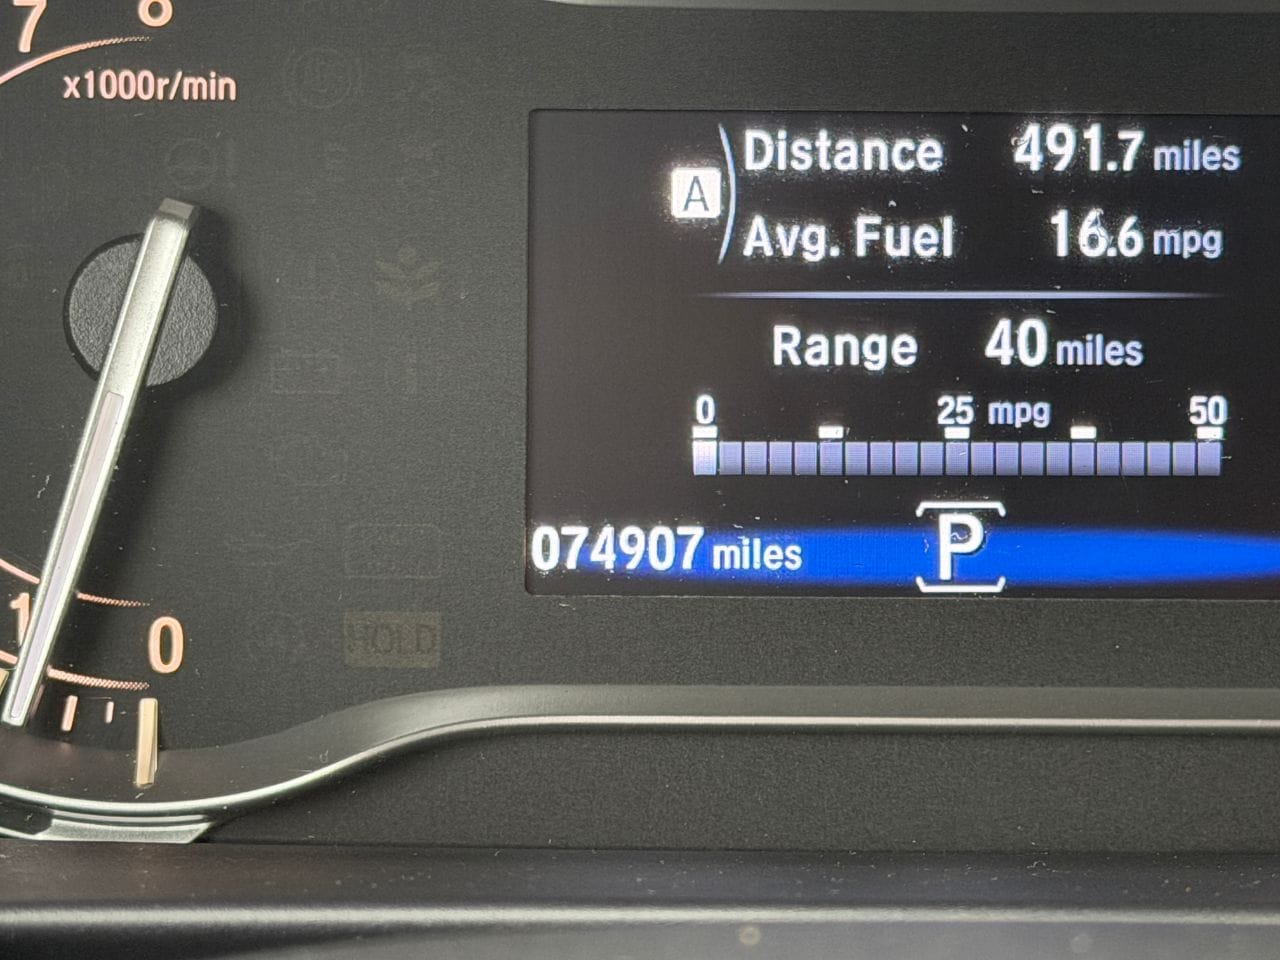 7 8
x1000r/min
A
Distance 491.7 miles
Avg. Fuel 16.6 mpg
Range 40 miles
0 25 mpg 50
074907 miles P
1 0
HOLD